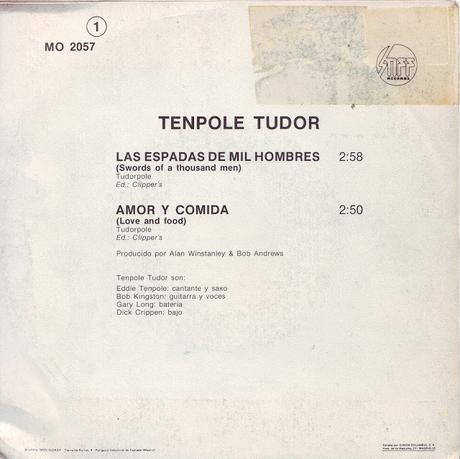 1
MO 2057
STIFF
RECORDS
TENPOLE TUDOR
LAS ESPADAS DE MIL HOMBRES 2:58
(Swords of a thousand men)
Tudorpole
Ed.: Clipper's
AMOR Y COMIDA 2:50
(Love and food)
Tudorpole
Ed.: Clipper's
Producido por Alan Winstanley & Bob Andrews
Tenpole Tudor son:
Eddie Tenpole: cantante y saxo
Bob Kingston: guitarra y voces
Gary Long: batería
Dick Crippen: bajo